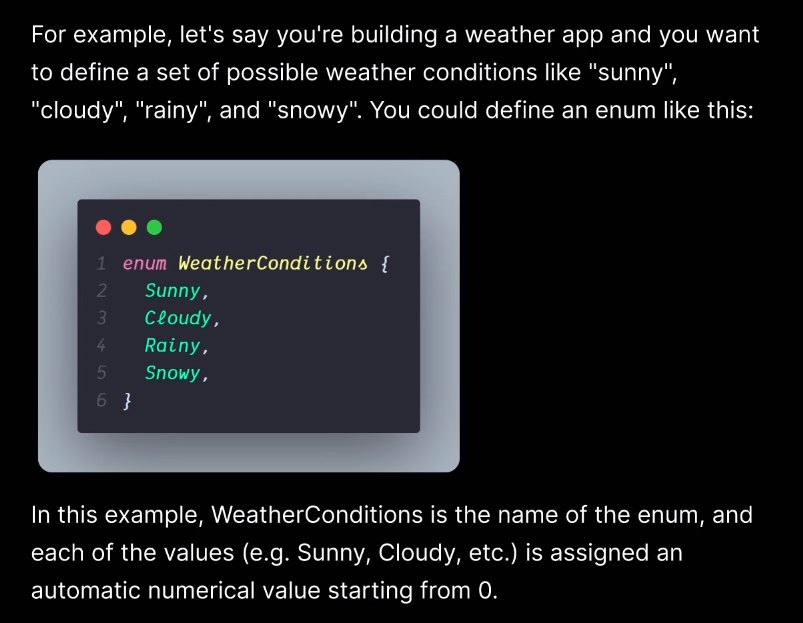 For example, let's say you're building a weather app and you want
to define a set of possible weather conditions like "sunny",
"cloudy", "rainy", and "snowy". You could define an enum like this:
1 enum WeatherConditions {
2   Sunny,
3   Cloudy,
4   Rainy,
5   Snowy,
6 }
In this example, WeatherConditions is the name of the enum, and
each of the values (e.g. Sunny, Cloudy, etc.) is assigned an
automatic numerical value starting from 0.